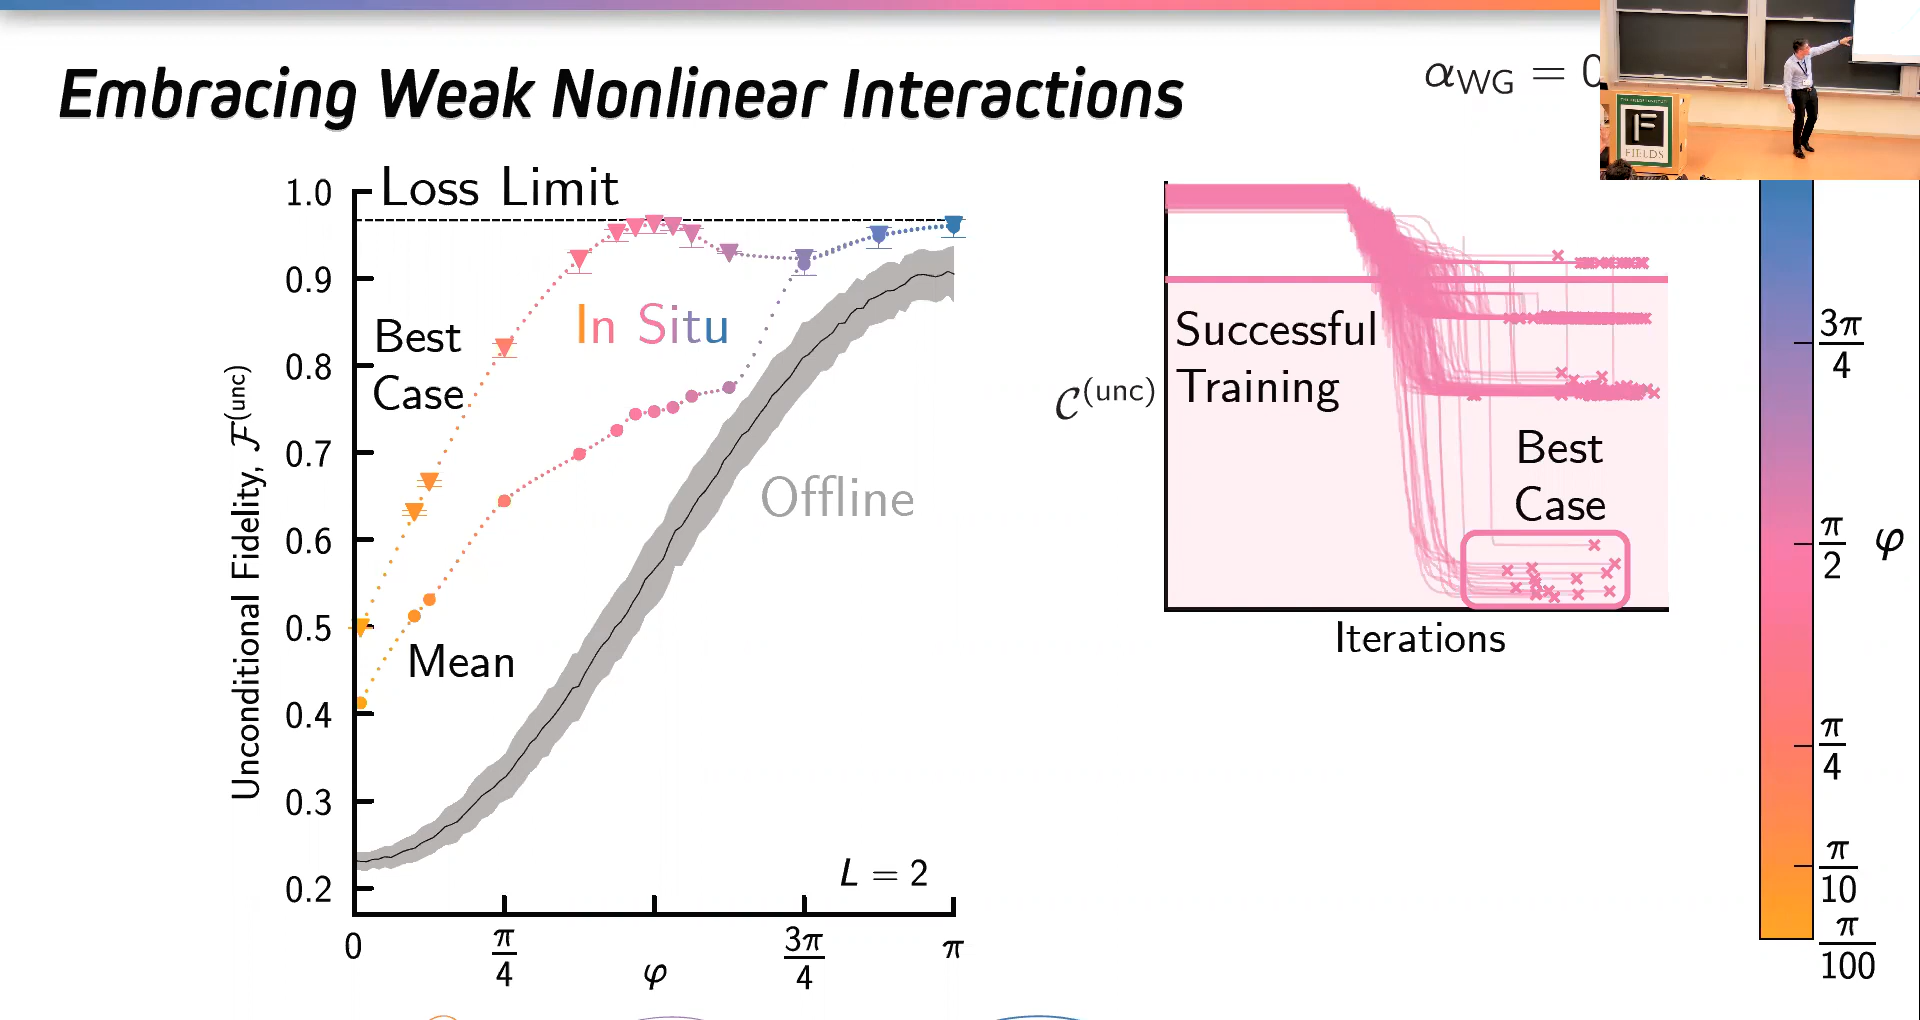 Embracing Weak Nonlinear Interactions
α_WG = 0
FIELDS
Loss Limit
1.0
0.9
0.8
0.7
0.6
0.5
0.4
0.3
0.2
Unconditional Fidelity, 𝓕^(unc)
Best
Case
In Situ
Mean
Offline
L = 2
0
π/4
φ
3π/4
π
𝒞^(unc)
Successful
Training
Best
Case
Iterations
3π/4
π/2
φ
π/4
π/10
π/100